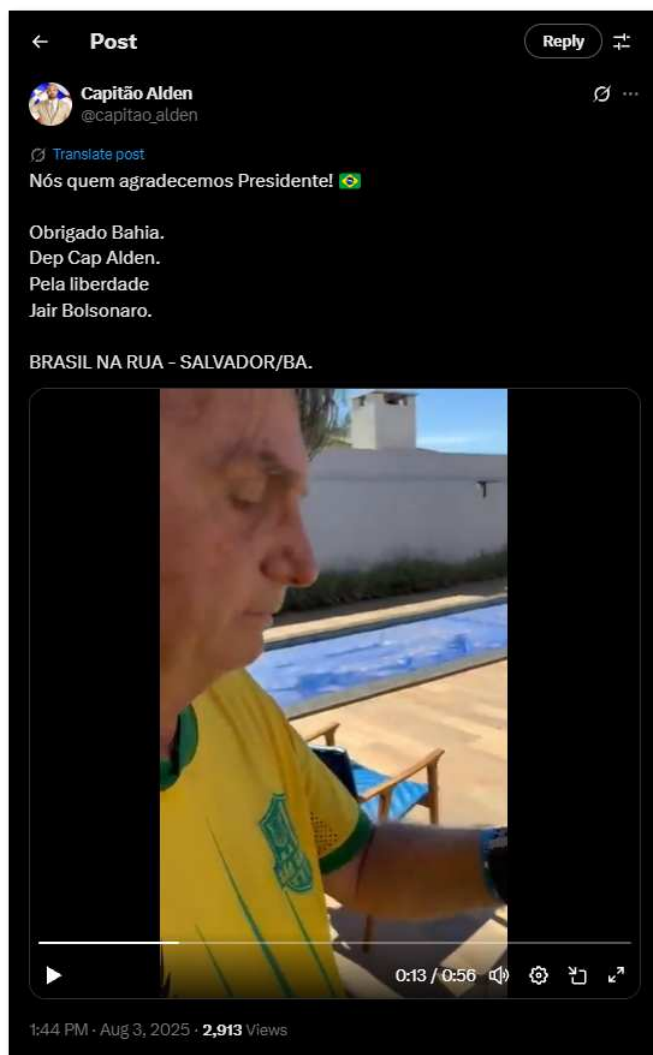 Post
Reply
Capitão Alden
@capitao_alden
Translate post
Nós quem agradecemos Presidente! 🇧🇷
Obrigado Bahia.
Dep Cap Alden.
Pela liberdade
Jair Bolsonaro.
BRASIL NA RUA - SALVADOR/BA.
0:13 / 0:56
1:44 PM · Aug 3, 2025 · 2,913 Views